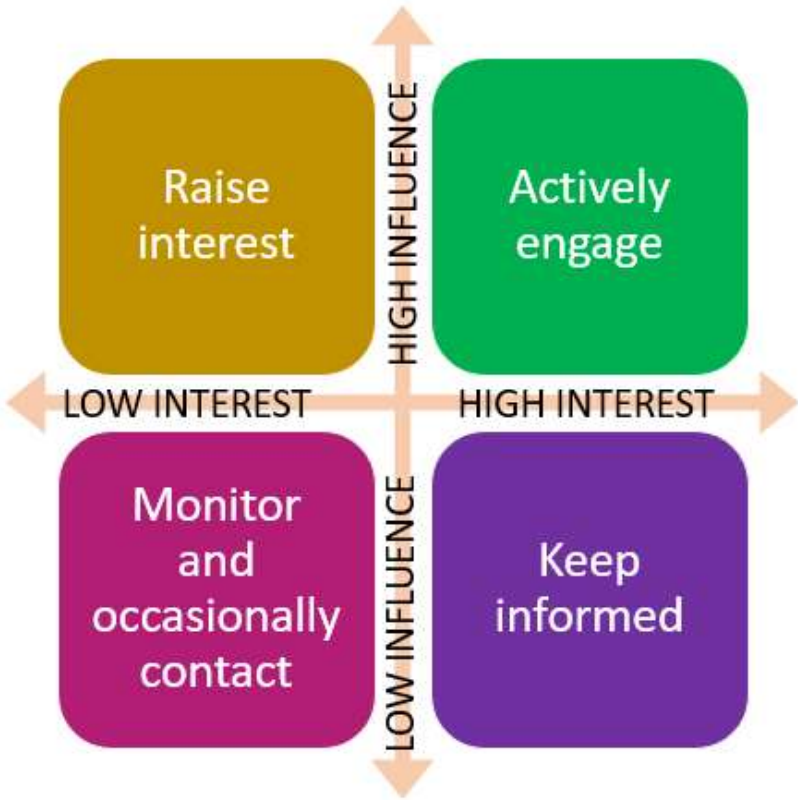 Raise
interest
HIGH INFLUENCE
Actively
engage
LOW INTEREST
HIGH INTEREST
Monitor
and
occasionally
contact
LOW INFLUENCE
Keep
informed